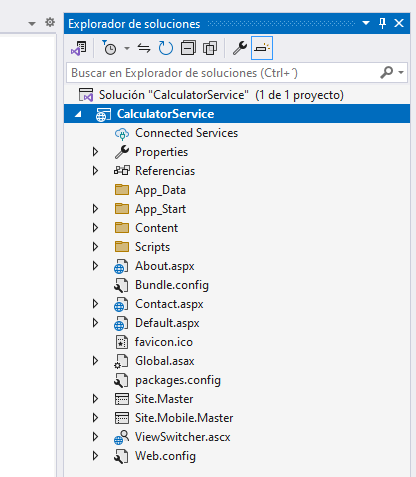 Explorador de soluciones
Buscar en Explorador de soluciones (Ctrl+´)
Solución "CalculatorService" (1 de 1 proyecto)
CalculatorService
Connected Services
Properties
Referencias
App_Data
App_Start
Content
Scripts
About.aspx
Bundle.config
Contact.aspx
Default.aspx
favicon.ico
Global.asax
packages.config
Site.Master
Site.Mobile.Master
ViewSwitcher.ascx
Web.config